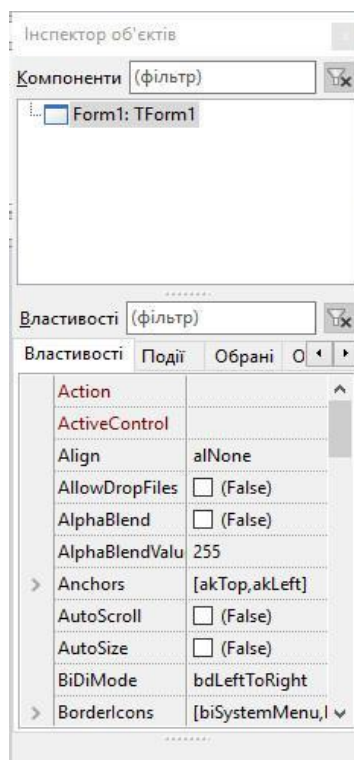 Інспектор об'єктів
Компоненти (фільтр)
Form1: TForm1
Властивості (фільтр)
Властивості Події Обрані О
Action
ActiveControl
Align alNone
AllowDropFiles (False)
AlphaBlend (False)
AlphaBlendValu 255
Anchors [akTop,akLeft]
AutoScroll (False)
AutoSize (False)
BiDiMode bdLeftToRight
BorderIcons [biSystemMenu,